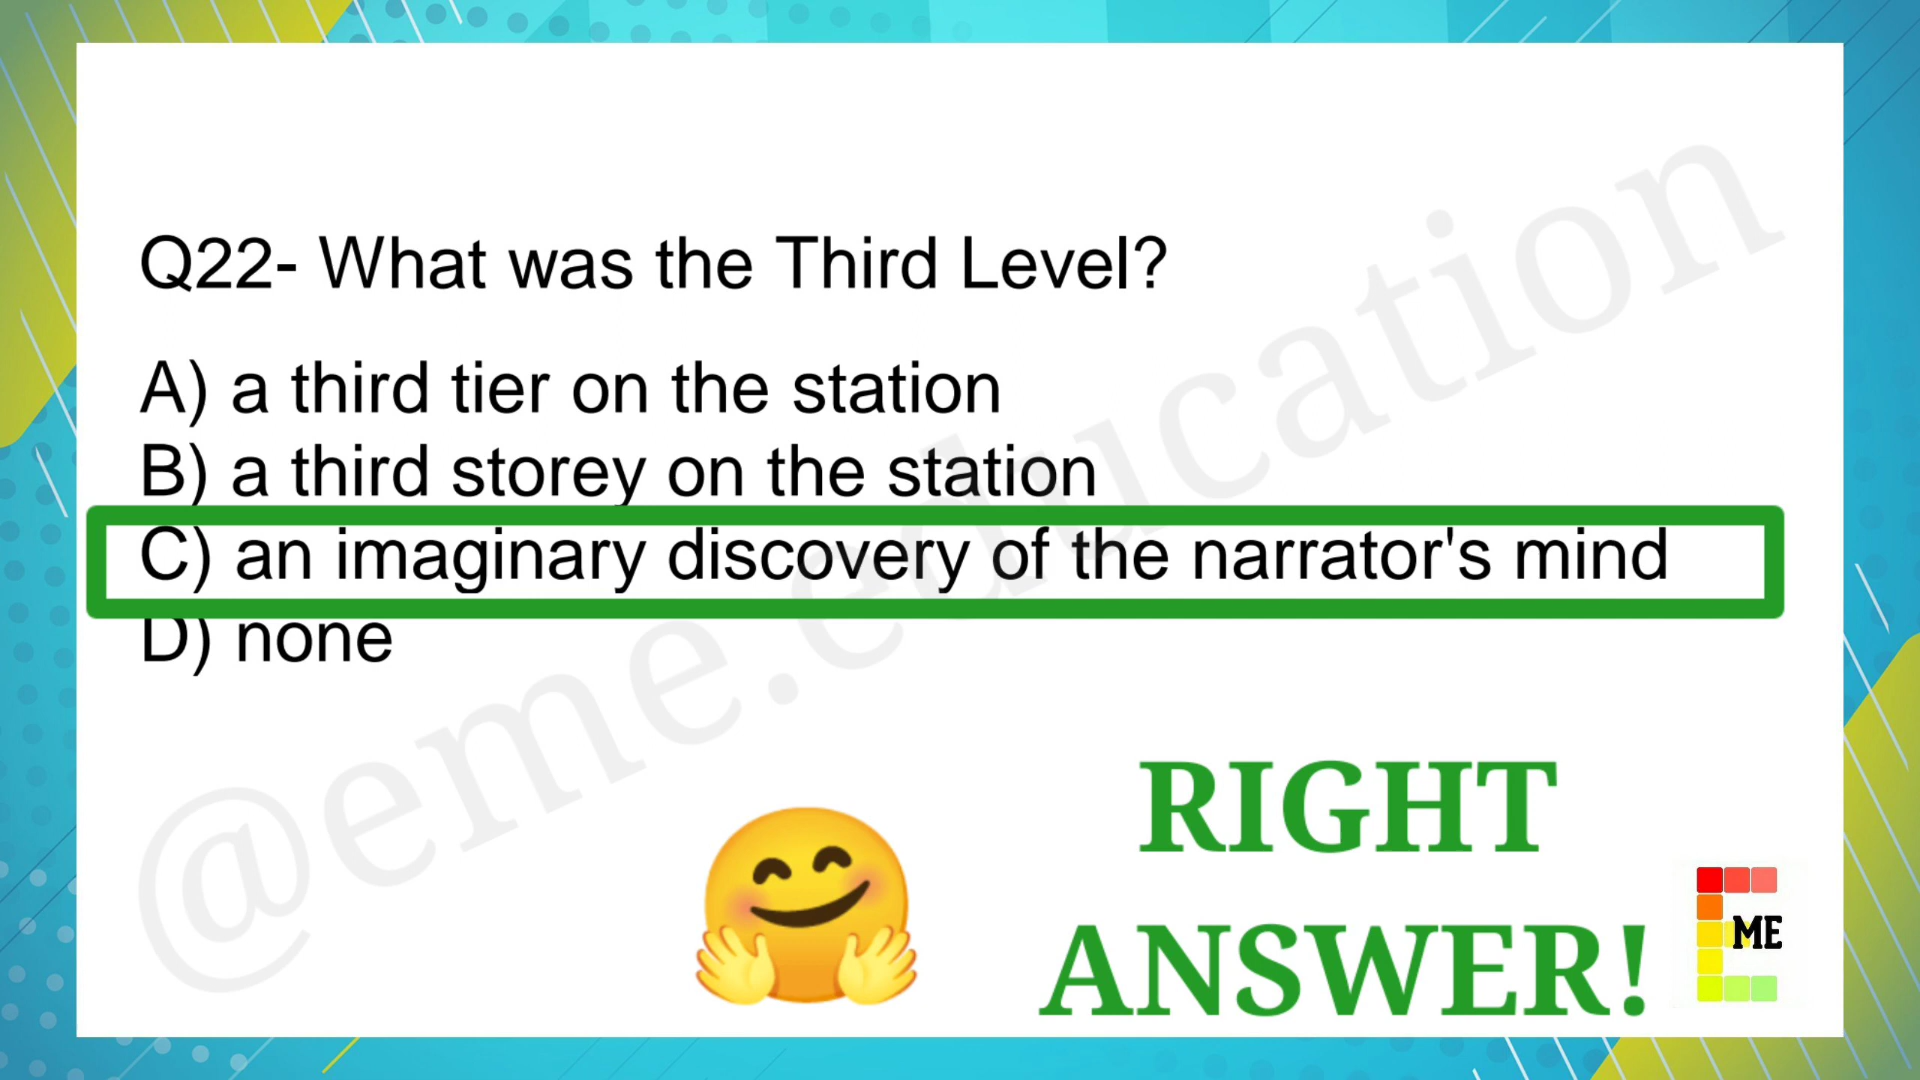 Q22- What was the Third Level?
A) a third tier on the station
B) a third storey on the station
C) an imaginary discovery of the narrator's mind
D) none
@eme.education
RIGHT
ANSWER!
ME